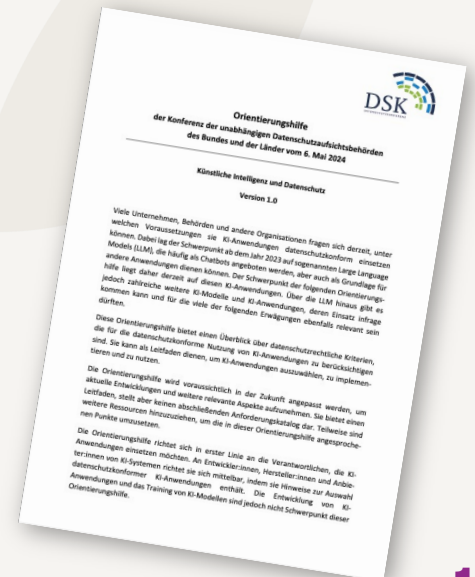 DSK
Orientierungshilfe
der Konferenz der unabhängigen Datenschutzaufsichtsbehörden
des Bundes und der Länder vom 6. Mai 2024
Künstliche Intelligenz und Datenschutz
Version 1.0
Viele Unternehmen, Behörden und andere Organisationen fragen sich derzeit, unter
welchen Voraussetzungen sie KI-Anwendungen datenschutzkonform einsetzen
können. Dabei lag der Schwerpunkt ab dem Jahr 2023 auf sogenannten Large Language
Models (LLM), die häufig als Chatbots angeboten werden, aber auch als Grundlage für
andere Anwendungen dienen können. Der Schwerpunkt der folgenden Orientierungs-
hilfe liegt daher derzeit auf diesen KI-Anwendungen. Über die LLM hinaus gibt es
jedoch zahlreiche weitere KI-Modelle und KI-Anwendungen, deren Einsatz infrage
kommen kann und für die viele der folgenden Erwägungen ebenfalls relevant sein
dürften.
Diese Orientierungshilfe bietet einen Überblick über datenschutzrechtliche Kriterien,
die für die datenschutzkonforme Nutzung von KI-Anwendungen zu berücksichtigen
sind. Sie kann als Leitfaden dienen, um KI-Anwendungen auszuwählen, zu implemen-
tieren und zu nutzen.
Die Orientierungshilfe wird voraussichtlich in der Zukunft angepasst werden, um
aktuelle Entwicklungen und weitere relevante Aspekte aufzunehmen. Sie bietet einen
Leitfaden, stellt aber keinen abschließenden Anforderungskatalog dar. Teilweise sind
weitere Ressourcen hinzuzuziehen, um die in dieser Orientierungshilfe angesproche-
nen Punkte umzusetzen.
Die Orientierungshilfe richtet sich in erster Linie an die Verantwortlichen, die KI-
Anwendungen einsetzen möchten. An Entwickler:innen, Hersteller:innen und Anbie-
ter:innen von KI-Systemen richtet sie sich mittelbar, indem sie Hinweise zur Auswahl
datenschutzkonformer KI-Anwendungen enthält. Die Entwicklung von KI-
Anwendungen und das Training von KI-Modellen sind jedoch nicht Schwerpunkt dieser
Orientierungshilfe.